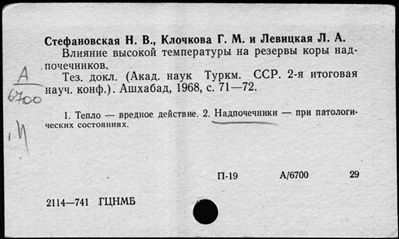 Стефановская Н. В., Клочкова Г. М. и Левицкая Л. А.
Влияние высокой температуры на резервы коры над-
почечников.
Тез. докл. (Акад. наук Туркм. ССР. 2-я итоговая
науч. конф.). Ашхабад, 1968, с. 71—72.
А
6700
1. Тепло — вредное действие. 2. Надпочечники — при патологи-
ческих состояниях.
П-19 А/6700 29
2114—741 ГЦНМБ